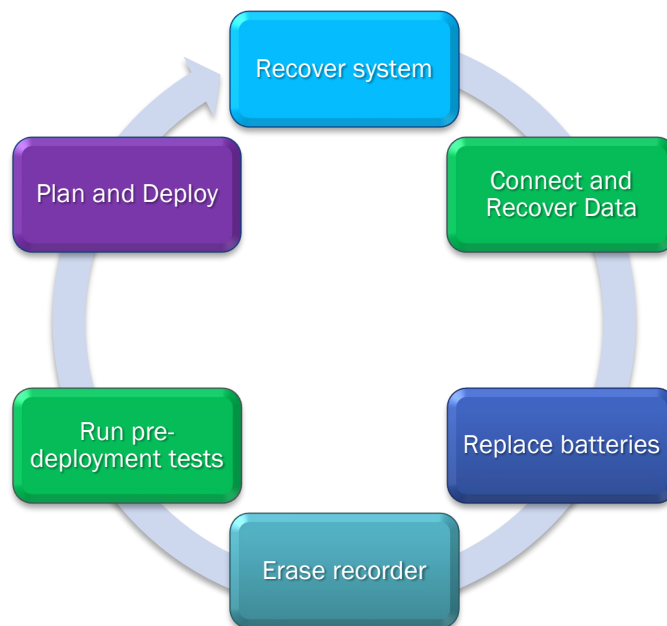 Recover system
Connect and
Recover Data
Replace batteries
Erase recorder
Run pre-
deployment tests
Plan and Deploy